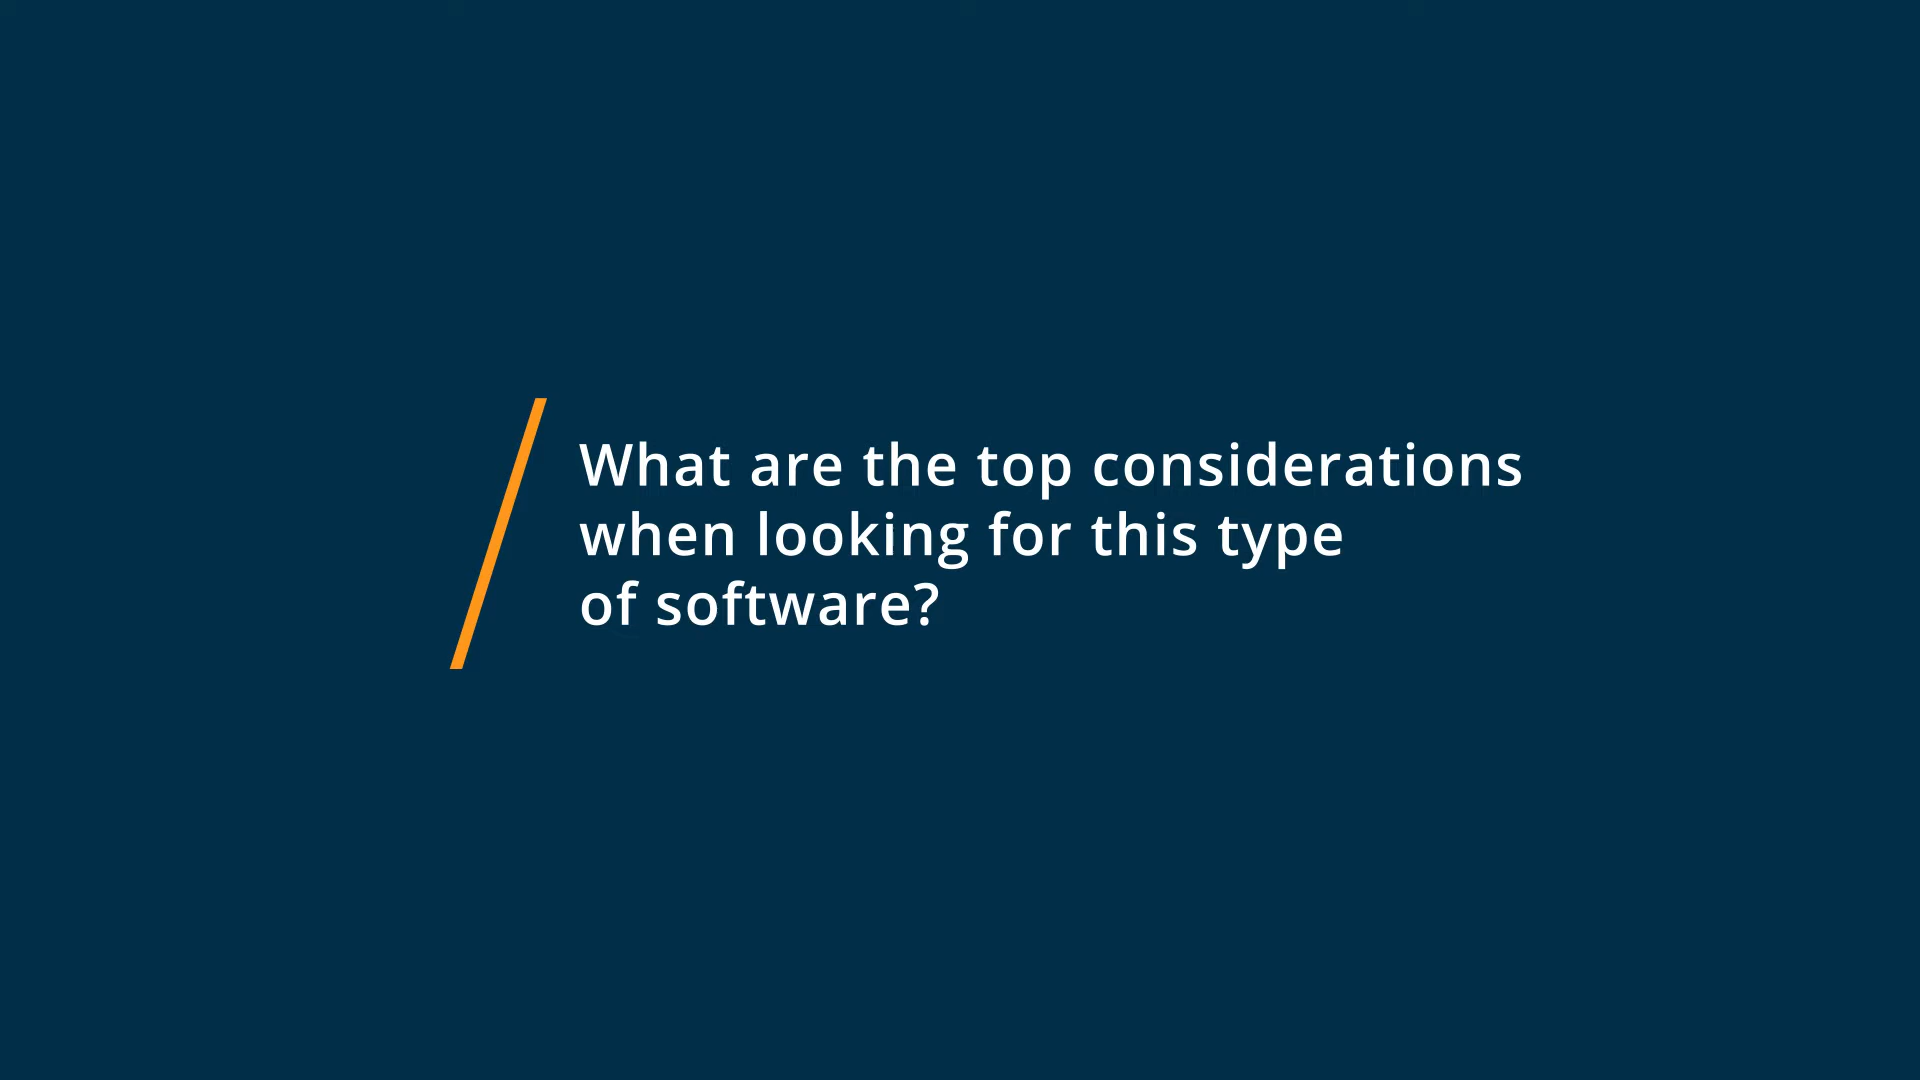 What are the top considerations
when looking for this type
of software?